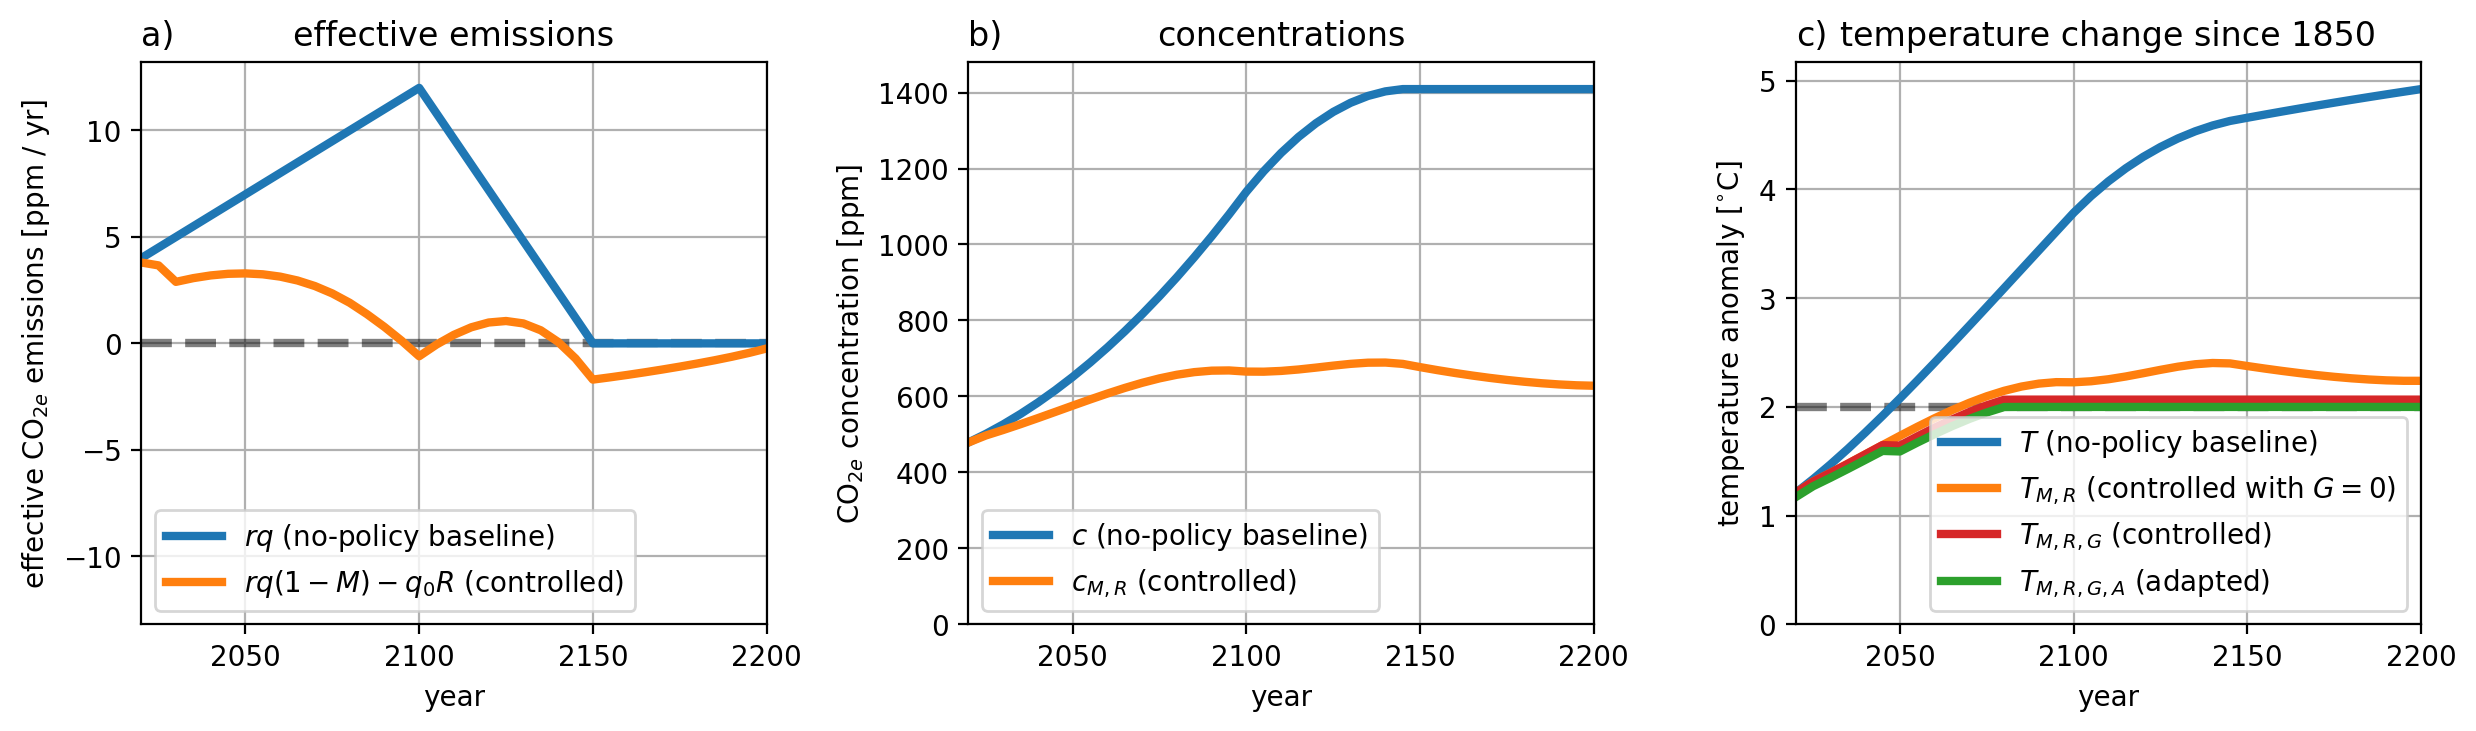 a) effective emissions
effective CO2e emissions [ppm / yr]
10
5
0
−5
−10
rq (no-policy baseline)
rq(1 − M) − q0R (controlled)
2050 2100 2150 2200
year
b) concentrations
CO2e concentration [ppm]
1400
1200
1000
800
600
400
200
0
c (no-policy baseline)
cM, R (controlled)
2050 2100 2150 2200
year
c) temperature change since 1850
temperature anomaly [°C]
5
4
3
2
1
0
T (no-policy baseline)
TM, R (controlled with G = 0)
TM, R, G (controlled)
TM, R, G, A (adapted)
2050 2100 2150 2200
year